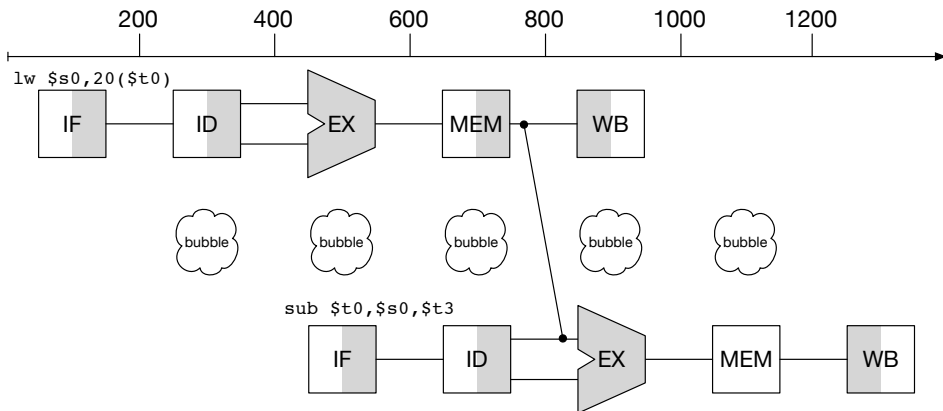 200 400 600 800 1000 1200
lw $s0,20($t0)
IF ID EX MEM WB
bubble bubble bubble bubble bubble
sub $t0,$s0,$t3
IF ID EX MEM WB